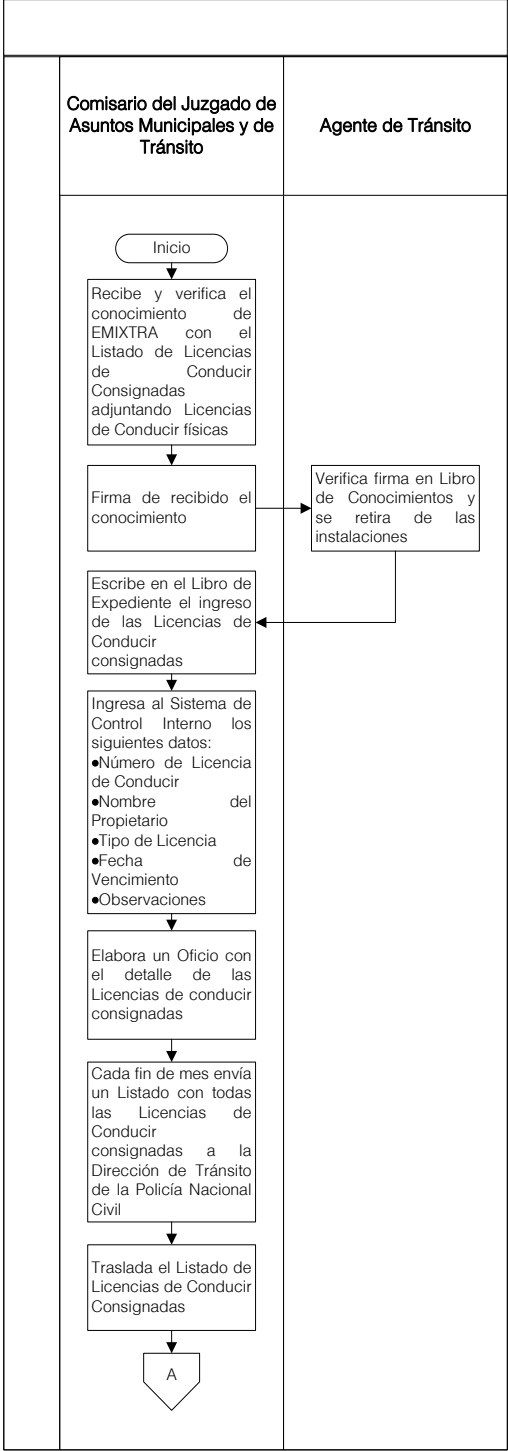 Comisario del Juzgado de
Asuntos Municipales y de
Tránsito
Agente de Tránsito
Inicio
Recibe y verifica el
conocimiento de
EMIXTRA con el
Listado de Licencias
de Conducir
Consignadas
adjuntando Licencias
de Conducir físicas
Firma de recibido el
conocimiento
Verifica firma en Libro
de Conocimientos y
se retira de las
instalaciones
Escribe en el Libro de
Expediente el ingreso
de las Licencias de
Conducir
consignadas
Ingresa al Sistema de
Control Interno los
siguientes datos:
•Número de Licencia
de Conducir
•Nombre del
Propietario
•Tipo de Licencia
•Fecha de
Vencimiento
•Observaciones
Elabora un Oficio con
el detalle de las
Licencias de conducir
consignadas
Cada fin de mes envía
un Listado con todas
las Licencias de
Conducir
consignadas a la
Dirección de Tránsito
de la Policía Nacional
Civil
Traslada el Listado de
Licencias de Conducir
Consignadas
A